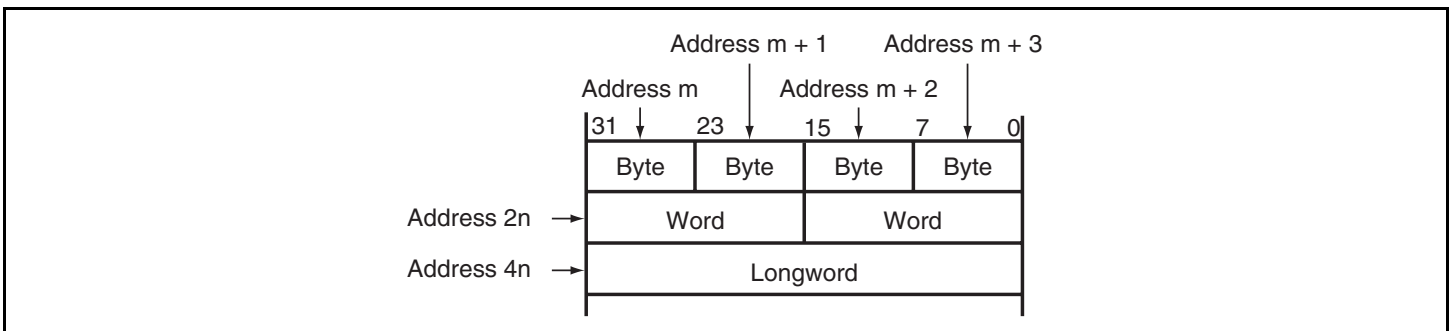 Address m + 1 Address m + 3
Address m Address m + 2
31 23 15 7 0
Byte Byte Byte Byte
Address 2n Word Word
Address 4n Longword